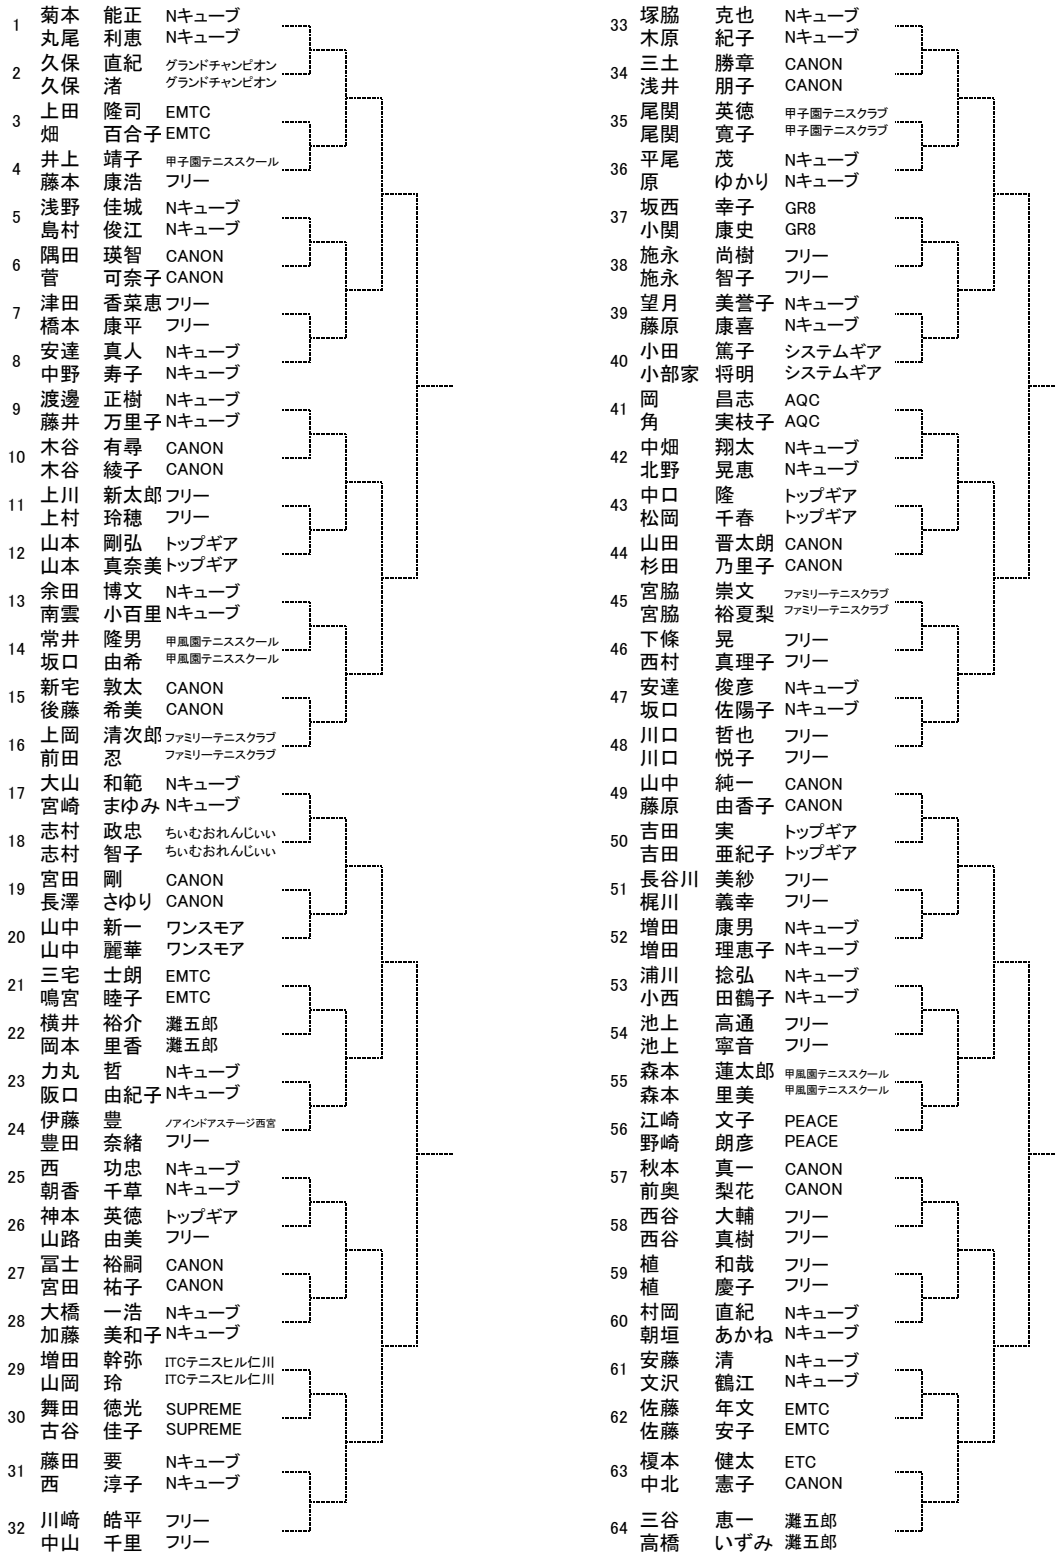 1 菊本 能正 Nキューブ
丸尾 利恵 Nキューブ
2 久保 直紀 グランドチャンピオン
久保 渚 グランドチャンピオン
3 上田 隆司 EMTC
畑 百合子 EMTC
4 井上 靖子 甲子園テニススクール
藤本 康浩 フリー
5 浅野 佳城 Nキューブ
島村 俊江 Nキューブ
6 隅田 瑛智 CANON
菅 可奈子 CANON
7 津田 香菜恵 フリー
橋本 康平 フリー
8 安達 真人 Nキューブ
中野 寿子 Nキューブ
9 渡邊 正樹 Nキューブ
藤井 万里子 Nキューブ
10 木谷 有尋 CANON
木谷 綾子 CANON
11 上川 新太郎 フリー
上村 玲穂 フリー
12 山本 剛弘 トップギア
山本 真奈美 トップギア
13 余田 博文 Nキューブ
南雲 小百里 Nキューブ
14 常井 隆男 甲風園テニススクール
坂口 由希 甲風園テニススクール
15 新宅 敦太 CANON
後藤 希美 CANON
16 上岡 清次郎 ファミリーテニスクラブ
前田 忍 ファミリーテニスクラブ
17 大山 和範 Nキューブ
宮崎 まゆみ Nキューブ
18 志村 政忠 ちぃむおれんじぃぃ
志村 智子 ちぃむおれんじぃぃ
19 宮田 剛 CANON
長澤 さゆり CANON
20 山中 新一 ワンスモア
山中 麗華 ワンスモア
21 三宅 士朗 EMTC
鳴宮 睦子 EMTC
22 横井 裕介 灘五郎
岡本 里香 灘五郎
23 力丸 哲 Nキューブ
阪口 由紀子 Nキューブ
24 伊藤 豊 ノアインドアステージ西宮
豊田 奈緒 フリー
25 西 功忠 Nキューブ
朝香 千草 Nキューブ
26 神本 英徳 トップギア
山路 由美 フリー
27 冨士 裕嗣 CANON
宮田 祐子 CANON
28 大橋 一浩 Nキューブ
加藤 美和子 Nキューブ
29 増田 幹弥 ITCテニスヒル仁川
山岡 玲 ITCテニスヒル仁川
30 舞田 徳光 SUPREME
古谷 佳子 SUPREME
31 藤田 要 Nキューブ
西 淳子 Nキューブ
32 川﨑 皓平 フリー
中山 千里 フリー
33 塚脇 克也 Nキューブ
木原 紀子 Nキューブ
34 三土 勝章 CANON
浅井 朋子 CANON
35 尾関 英徳 甲子園テニスクラブ
尾関 寛子 甲子園テニスクラブ
36 平尾 茂 Nキューブ
原 ゆかり Nキューブ
37 坂西 幸子 GR8
小関 康史 GR8
38 施永 尚樹 フリー
施永 智子 フリー
39 望月 美誉子 Nキューブ
藤原 康喜 Nキューブ
40 小田 篤子 システムギア
小部家 将明 システムギア
41 岡 昌志 AQC
角 実枝子 AQC
42 中畑 翔太 Nキューブ
北野 晃恵 Nキューブ
43 中口 隆 トップギア
松岡 千春 トップギア
44 山田 晋太朗 CANON
杉田 乃里子 CANON
45 宮脇 崇文 ファミリーテニスクラブ
宮脇 裕夏梨 ファミリーテニスクラブ
46 下條 晃 フリー
西村 真理子 フリー
47 安達 俊彦 Nキューブ
坂口 佐陽子 Nキューブ
48 川口 哲也 フリー
川口 悦子 フリー
49 山中 純一 CANON
藤原 由香子 CANON
50 吉田 実 トップギア
吉田 亜紀子 トップギア
51 長谷川 美紗 フリー
梶川 義幸 フリー
52 増田 康男 Nキューブ
増田 理恵子 Nキューブ
53 浦川 捻弘 Nキューブ
小西 田鶴子 Nキューブ
54 池上 高通 フリー
池上 寧音 フリー
55 森本 蓮太郎 甲風園テニススクール
森本 里美 甲風園テニススクール
56 江崎 文子 PEACE
野崎 朗彦 PEACE
57 秋本 真一 CANON
前奥 梨花 CANON
58 西谷 大輔 フリー
西谷 真樹 フリー
59 植 和哉 フリー
植 慶子 フリー
60 村岡 直紀 Nキューブ
朝垣 あかね Nキューブ
61 安藤 清 Nキューブ
文沢 鶴江 Nキューブ
62 佐藤 年文 EMTC
佐藤 安子 EMTC
63 榎本 健太 ETC
中北 憲子 CANON
64 三谷 恵一 灘五郎
高橋 いずみ 灘五郎